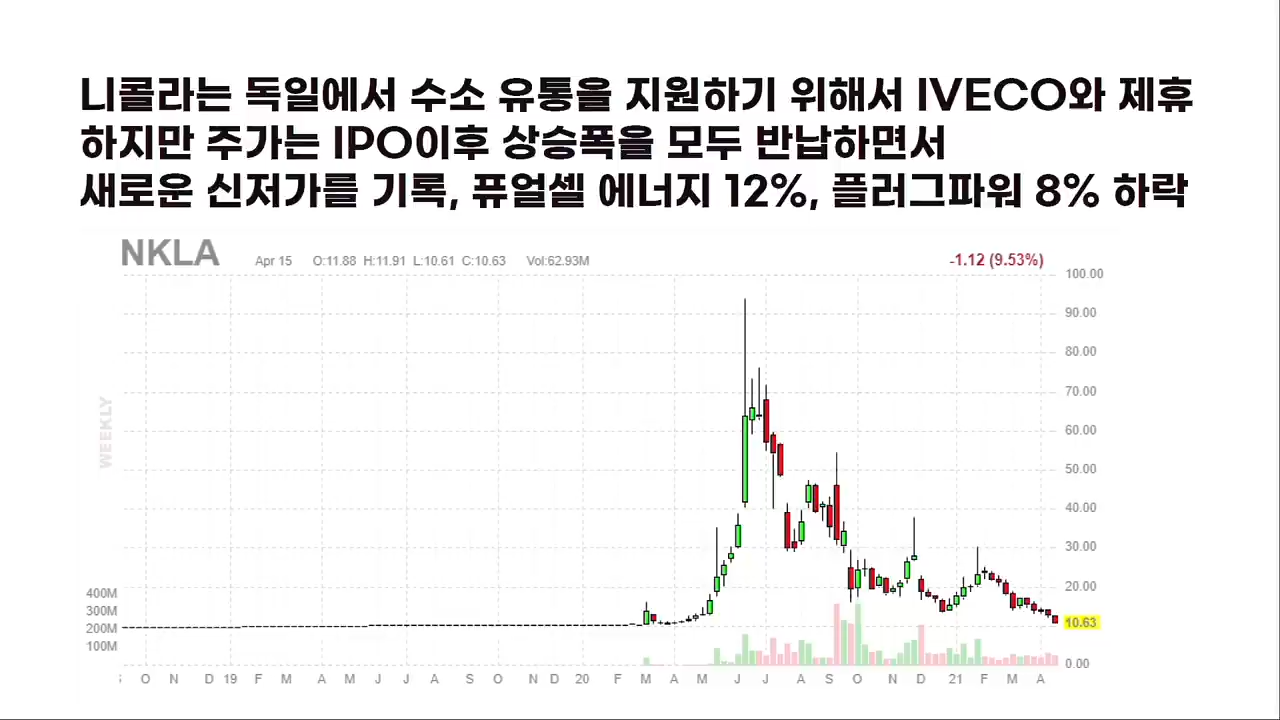 니콜라는 독일에서 수소 유통을 지원하기 위해서 IVECO와 제휴
하지만 주가는 IPO이후 상승폭을 모두 반납하면서
새로운 신저가를 기록, 퓨얼셀 에너지 12%, 플러그파워 8% 하락
NKLA Apr 15 O:11.88 H:11.91 L:10.61 C:10.63 Vol:62.93M -1.12 (9.53%)
100.00
90.00
80.00
70.00
60.00
50.00
40.00
30.00
20.00
10.63
0.00
WEEKLY
400M
300M
200M
100M
O N D 19 F M A M J J A S O N D 20 F M A M J J A S O N D 21 F M A